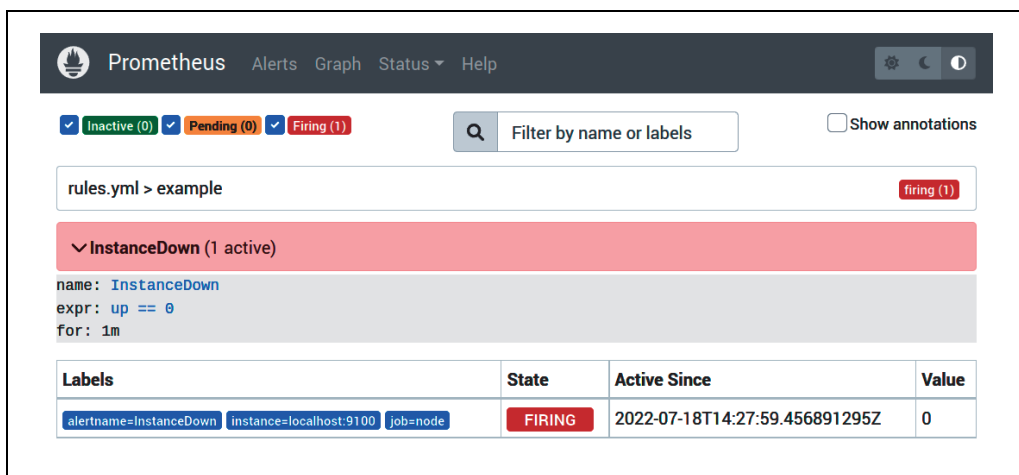 Prometheus Alerts Graph Status Help
Inactive (0) Pending (0) Firing (1) Filter by name or labels Show annotations
rules.yml > example firing (1)
InstanceDown (1 active)
name: InstanceDown
expr: up == 0
for: 1m
Labels State Active Since Value
alertname=InstanceDown instance=localhost:9100 job=node FIRING 2022-07-18T14:27:59.456891295Z 0